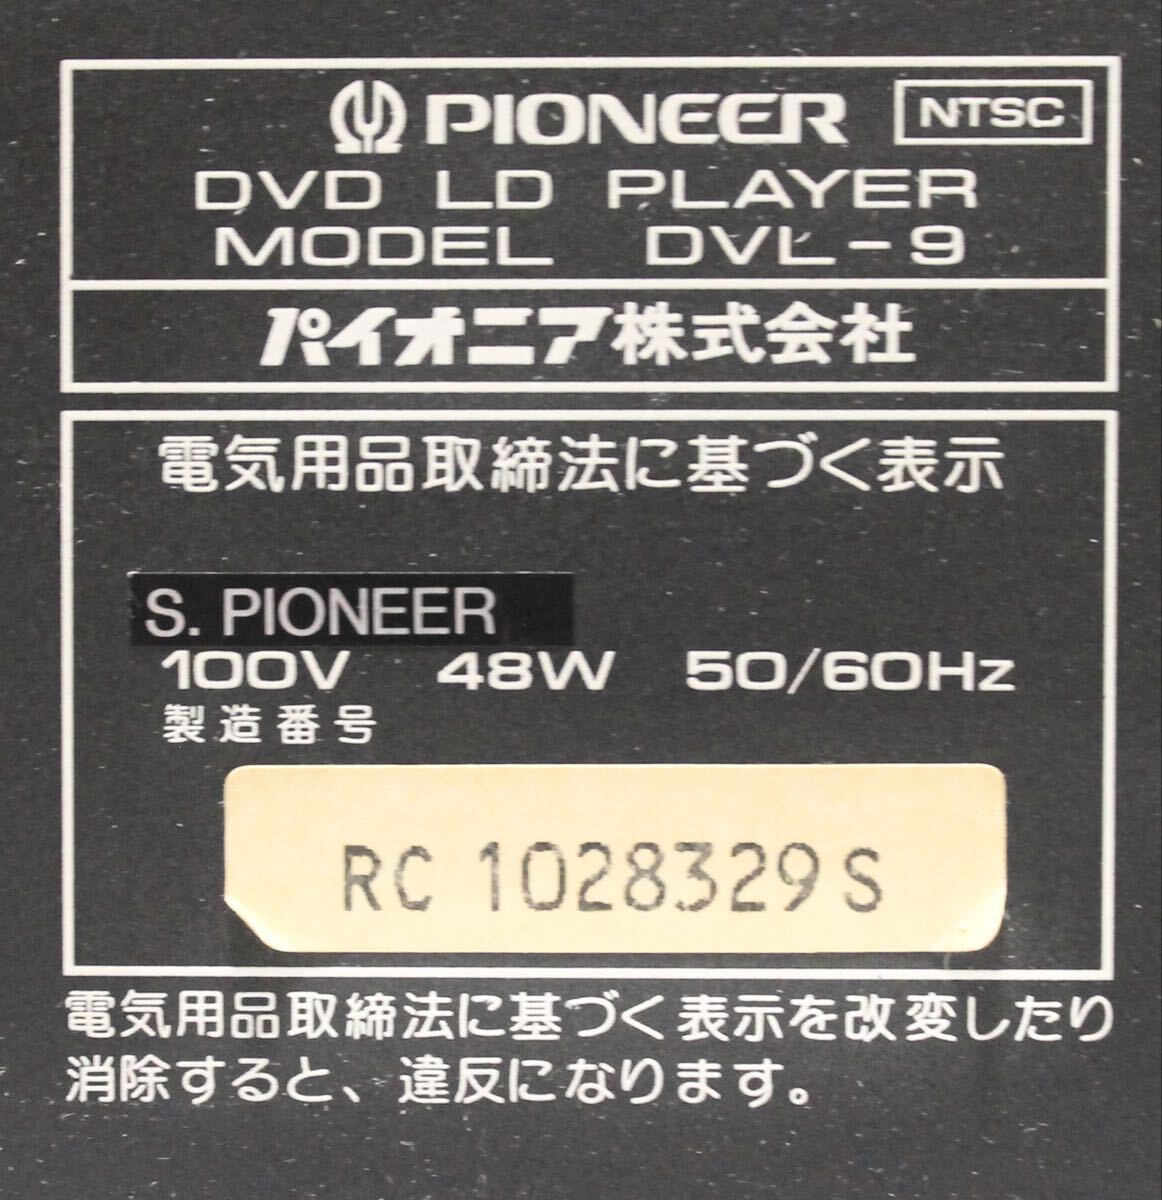 PIONEER NTSC
DVD LD PLAYER
MODEL DVL-9
パイオニア株式会社
電気用品取締法に基づく表示
S. PIONEER
100V 48W 50/60Hz
製造番号
RC 1028329S
電気用品取締法に基づく表示を改変したり
消除すると、違反になります。